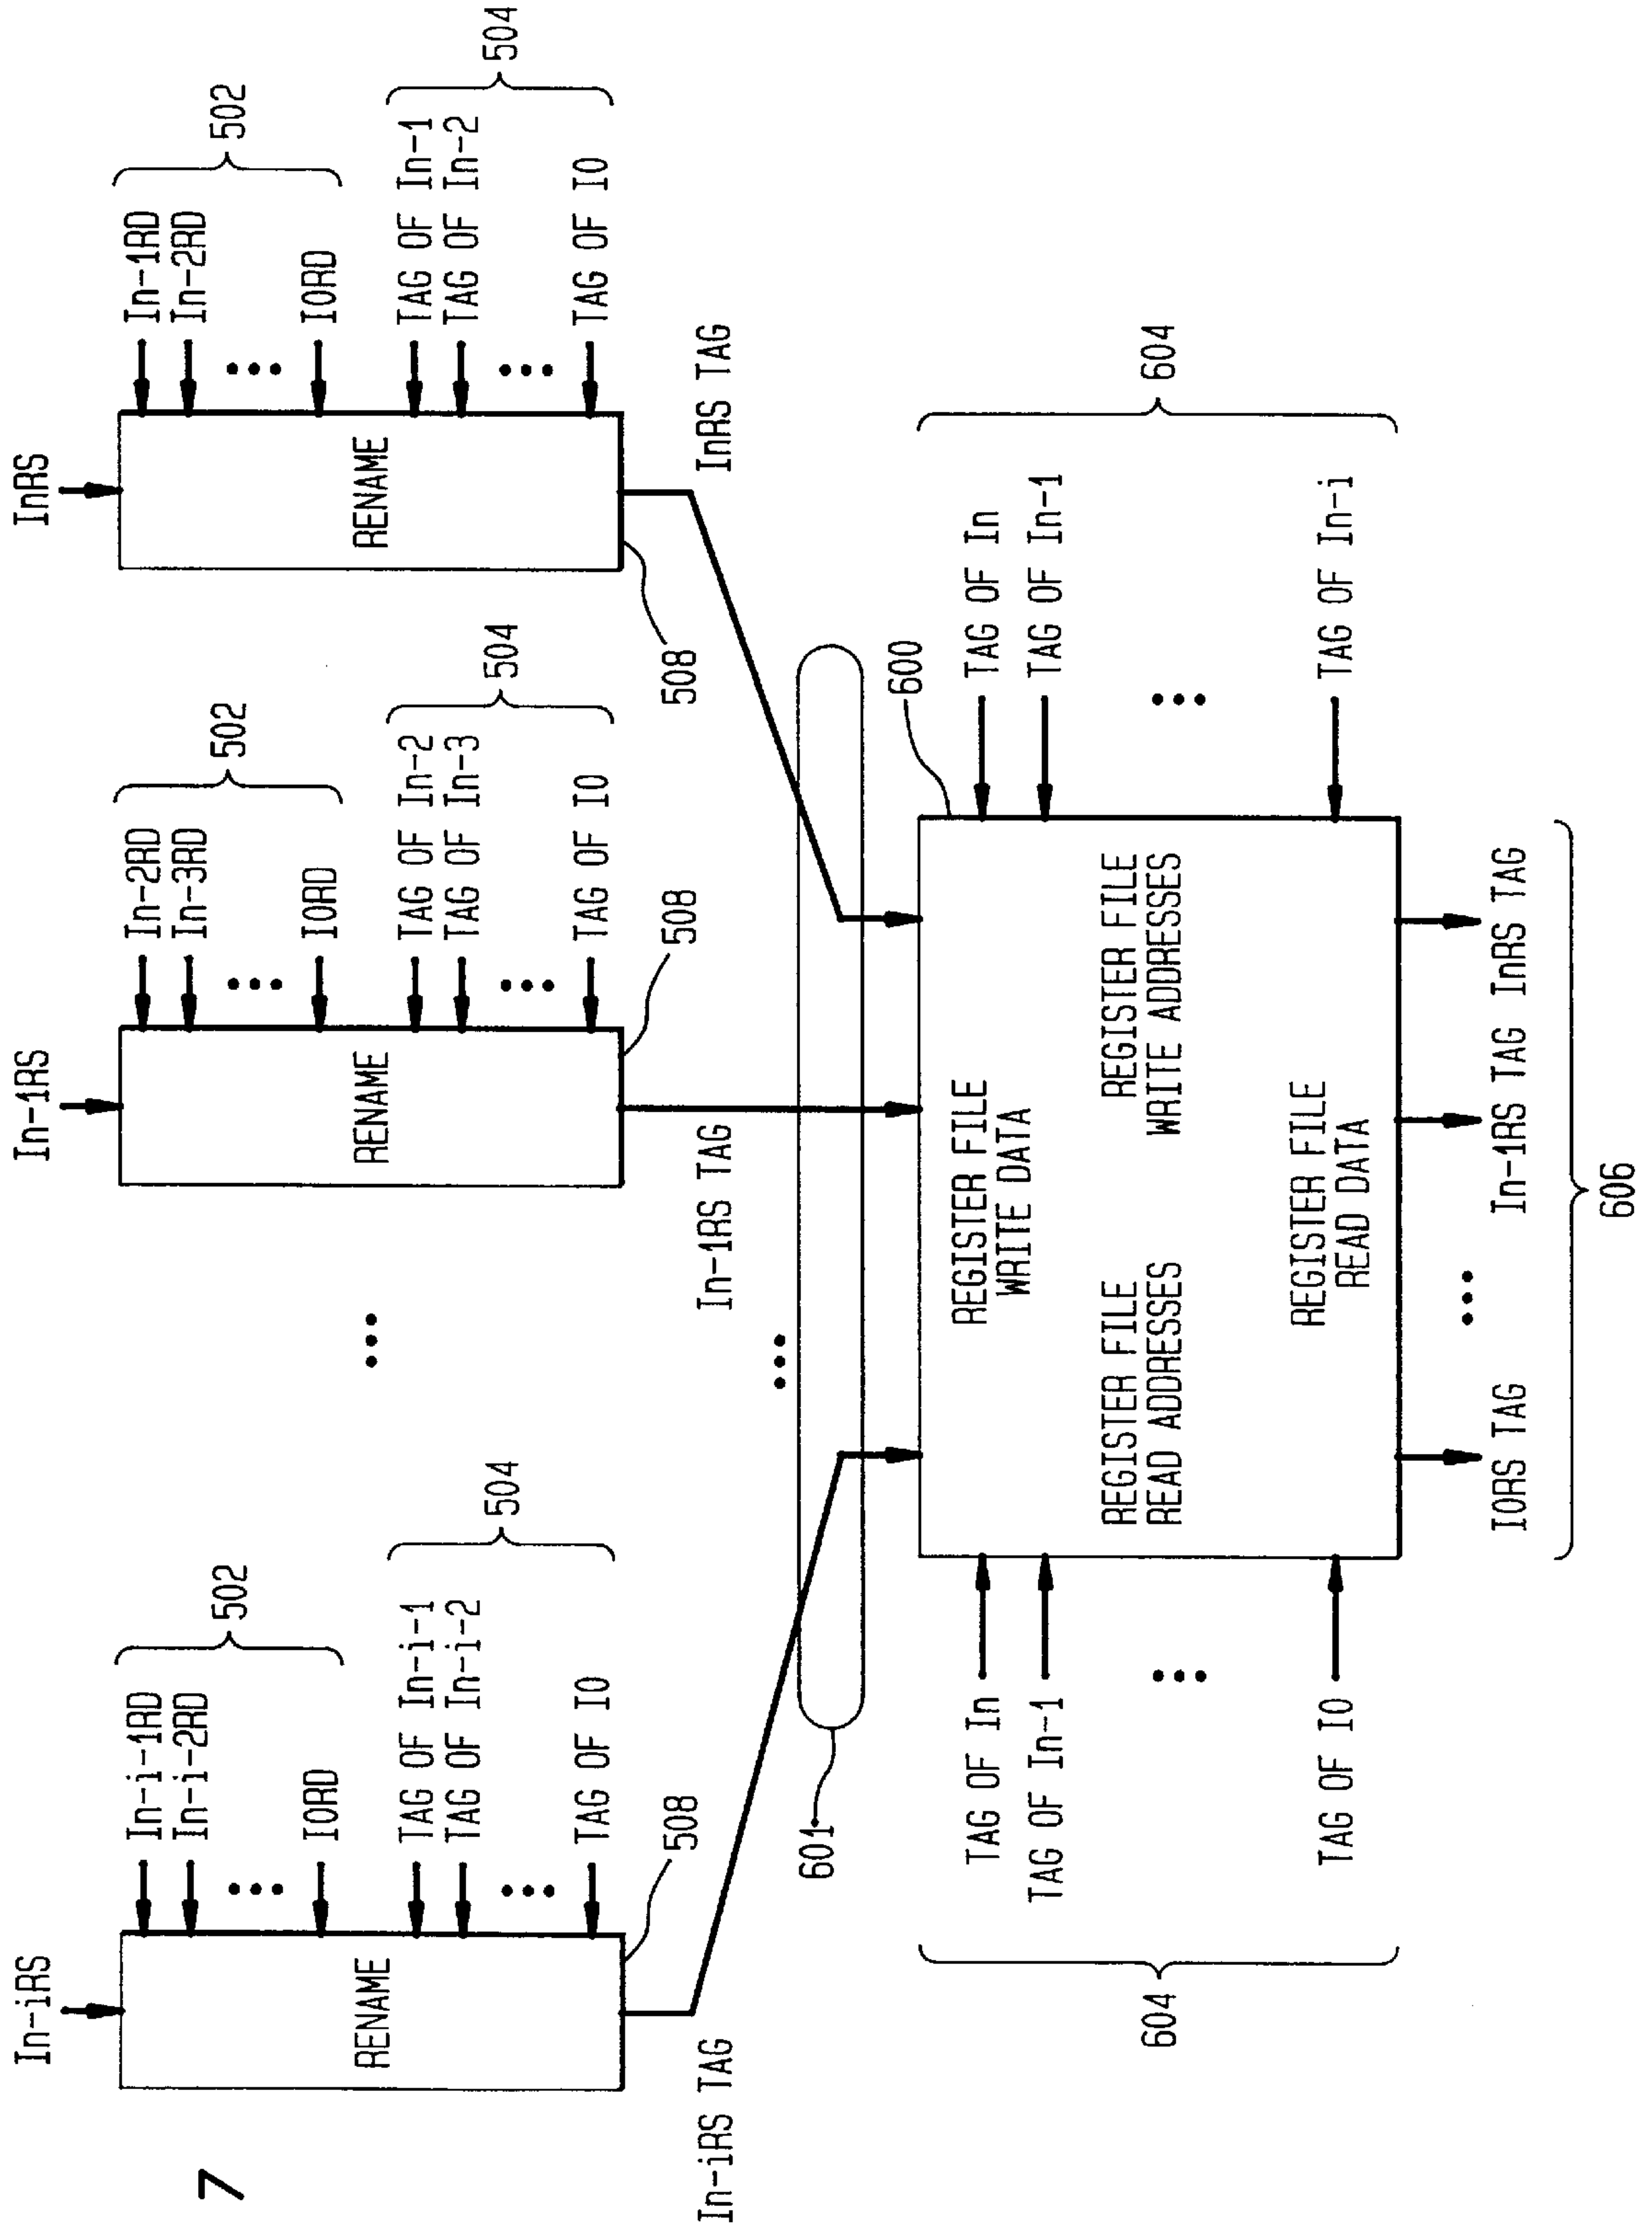 7
In-iRS
In-i-1RD
In-i-2RD
IORD
502
TAG OF In-i-1
TAG OF In-i-2
TAG OF IO
504
RENAME
508
In-iRS TAG
In-1RS
In-2RD
In-3RD
IORD
502
TAG OF In-2
TAG OF In-3
TAG OF IO
504
RENAME
508
In-1RS TAG
InRS
In-1RD
In-2RD
IORD
502
TAG OF In-1
TAG OF In-2
TAG OF IO
504
RENAME
508
InRS TAG
601
600
TAG OF In
TAG OF In-1
TAG OF IO
604
REGISTER FILE
WRITE DATA
REGISTER FILE
READ ADDRESSES
REGISTER FILE
WRITE ADDRESSES
REGISTER FILE
READ DATA
TAG OF In
TAG OF In-1
TAG OF In-i
604
IORS TAG
In-1RS TAG
InRS TAG
606